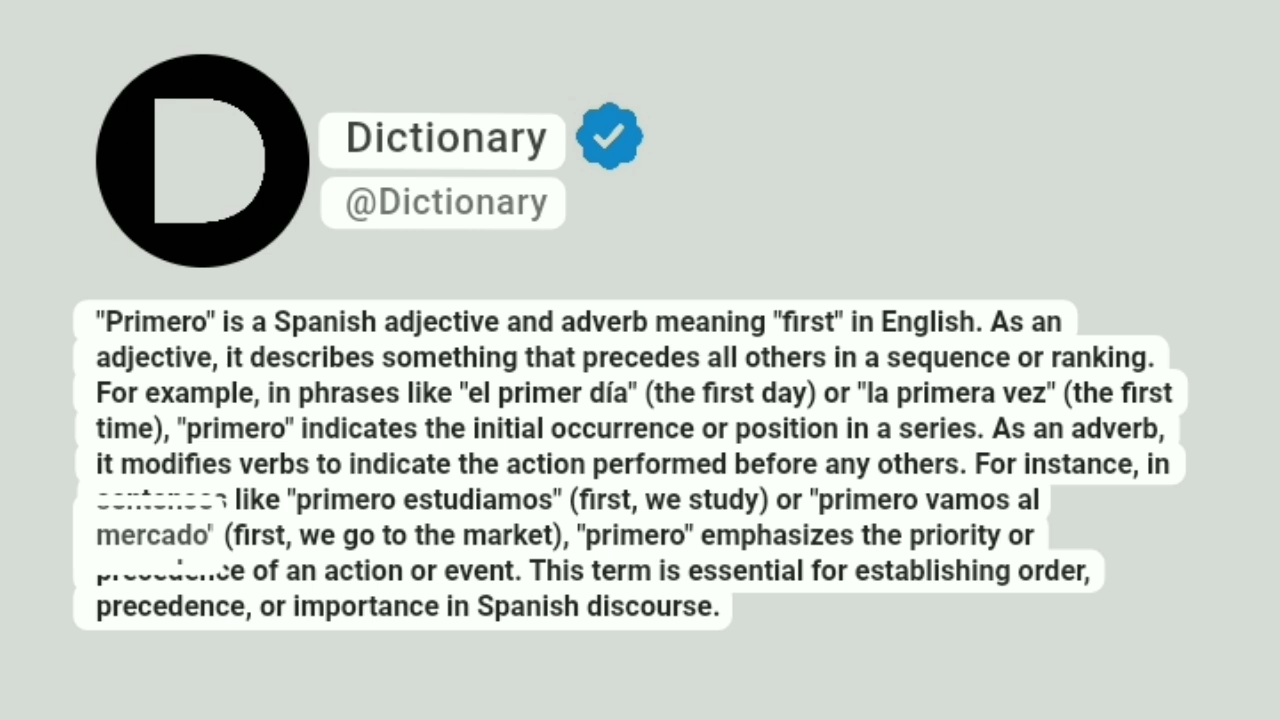 D
Dictionary
@Dictionary
"Primero" is a Spanish adjective and adverb meaning "first" in English. As an
adjective, it describes something that precedes all others in a sequence or ranking.
For example, in phrases like "el primer día" (the first day) or "la primera vez" (the first
time), "primero" indicates the initial occurrence or position in a series. As an adverb,
it modifies verbs to indicate the action performed before any others. For instance, in
sentences like "primero estudiamos" (first, we study) or "primero vamos al
mercado" (first, we go to the market), "primero" emphasizes the priority or
precedence of an action or event. This term is essential for establishing order,
precedence, or importance in Spanish discourse.